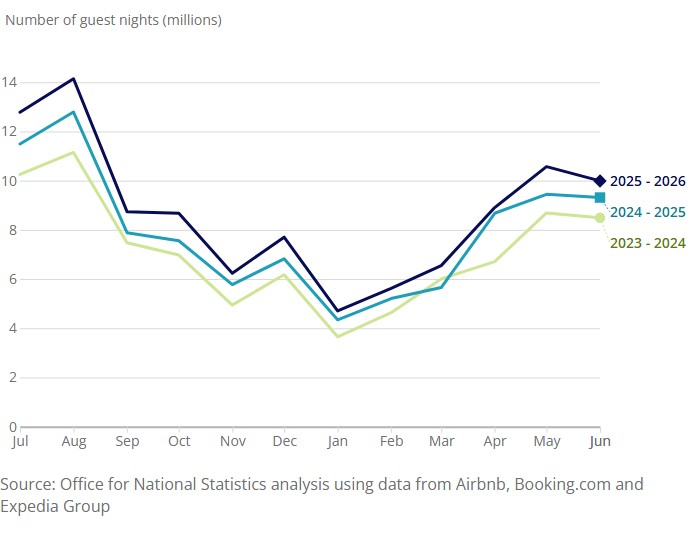 Number of guest nights (millions)
14
12
10
8
6
4
2
0
2025 - 2026
2024 - 2025
2023 - 2024
Jul Aug Sep Oct Nov Dec Jan Feb Mar Apr May Jun
Source: Office for National Statistics analysis using data from Airbnb, Booking.com and
Expedia Group